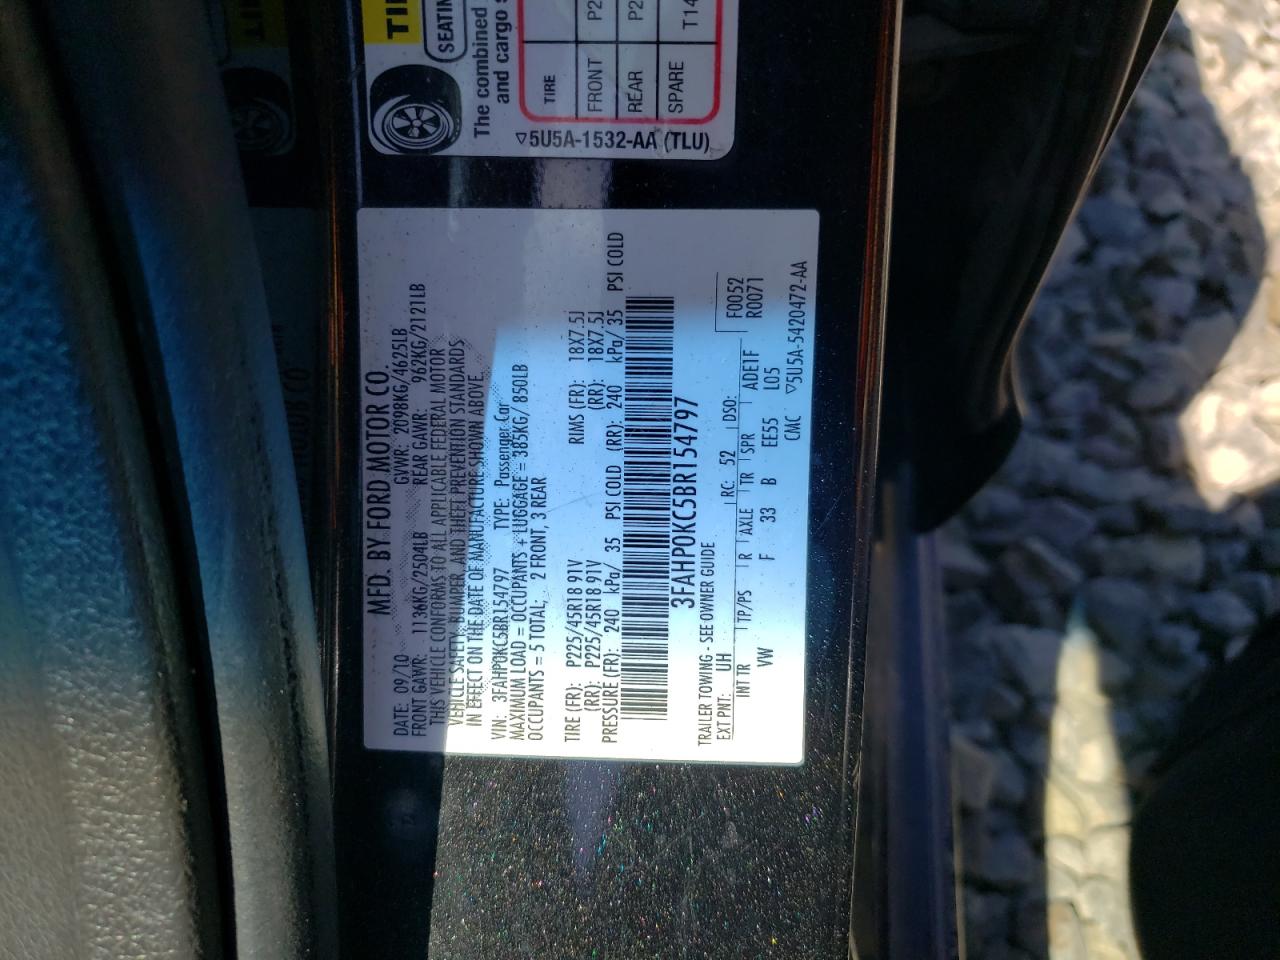 TIRE FRONT REAR SPARE
SEATIN
The combined
and cargo s
▽5U5A-1532-AA (TLU)
MFD. BY FORD MOTOR CO.
DATE: 09/10 GVWR: 2098KG/4625LB
FRONT GAWR: 1136KG/2504LB REAR GAWR: 962KG/2121LB
THIS VEHICLE CONFORMS TO ALL APPLICABLE FEDERAL MOTOR
VEHICLE SAFETY, BUMPER, AND THEFT PREVENTION STANDARDS
IN EFFECT ON THE DATE OF MANUFACTURE SHOWN ABOVE.
VIN: 3FAHP0KC5BR154797 TYPE: Passenger Car
MAXIMUM LOAD = OCCUPANTS + LUGGAGE = 385KG/ 850LB
OCCUPANTS = 5 TOTAL, 2 FRONT, 3 REAR
TIRE (FR): P225/45R18 91V RIMS (FR): 18X7.5J
(RR): P225/45R18 91V (RR): 18X7.5J
PRESSURE (FR): 240 kPa/ 35 PSI COLD (RR): 240 kPa/ 35 PSI COLD
3FAHP0KC5BR154797
TRAILER TOWING - SEE OWNER GUIDE F0052
EXT PNT: UH RC: 52 DSO: R0071
INT TR TP/PS R AXLE TR SPR ADE1F
VW F 33 B EE55 L05
CMC ▽5U5A-5420472-AA